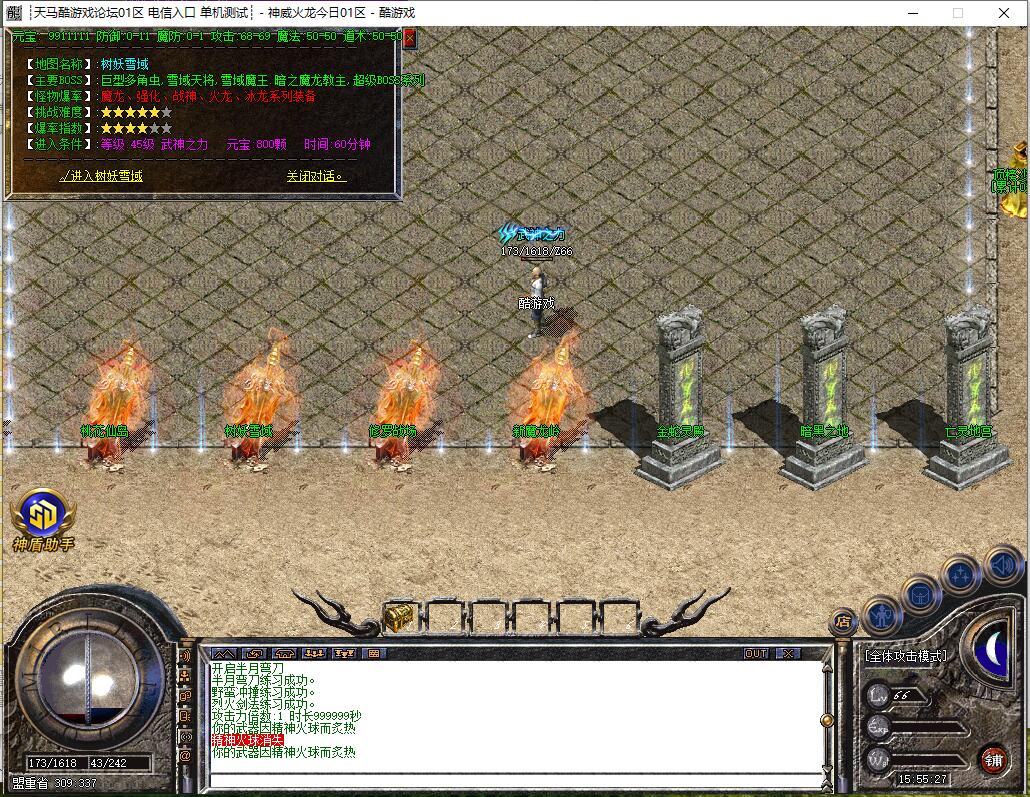 天马酷游戏论坛01区 电信入口 单机测试┊ - 神威火龙今日01区 - 酷游戏
元宝: 9911111 防御:0=11 魔防:0=1 攻击:68=69 魔法:50=50 道术:50=50
【地图名称】:树妖雪域
【主要BOSS】:巨型多角虫,雪域天将,雪域魔王,暗之魔龙教主,超级BOSS系列
【怪物爆率】:魔龙、强化、战神、火龙、冰龙系列装备
【挑战难度】:★★★★★★
【爆率指数】:★★★★★★
【进入条件】:等级:45级 武神之力 元宝:800颗 时间:60分钟
√进入树妖雪域 关闭对话。
武神之力
173/1618/Z66
酷游戏
桃花仙岛 树妖雪域 修罗战场 新魔龙岭 金蛇灵殿 暗黑之地 亡灵地宫
神盾助手
店
OUT
开启半月弯刀
半月弯刀练习成功。
野蛮冲撞练习成功。
烈火剑法练习成功。
攻击力倍数:1 时长999999秒
你的武器因精神火球而炙热
精神火球消失
你的武器因精神火球而炙热
[全体攻击模式]
Lv 66
Exp
铺
173/1618 43/242
盟重省 309:337
15:55:27